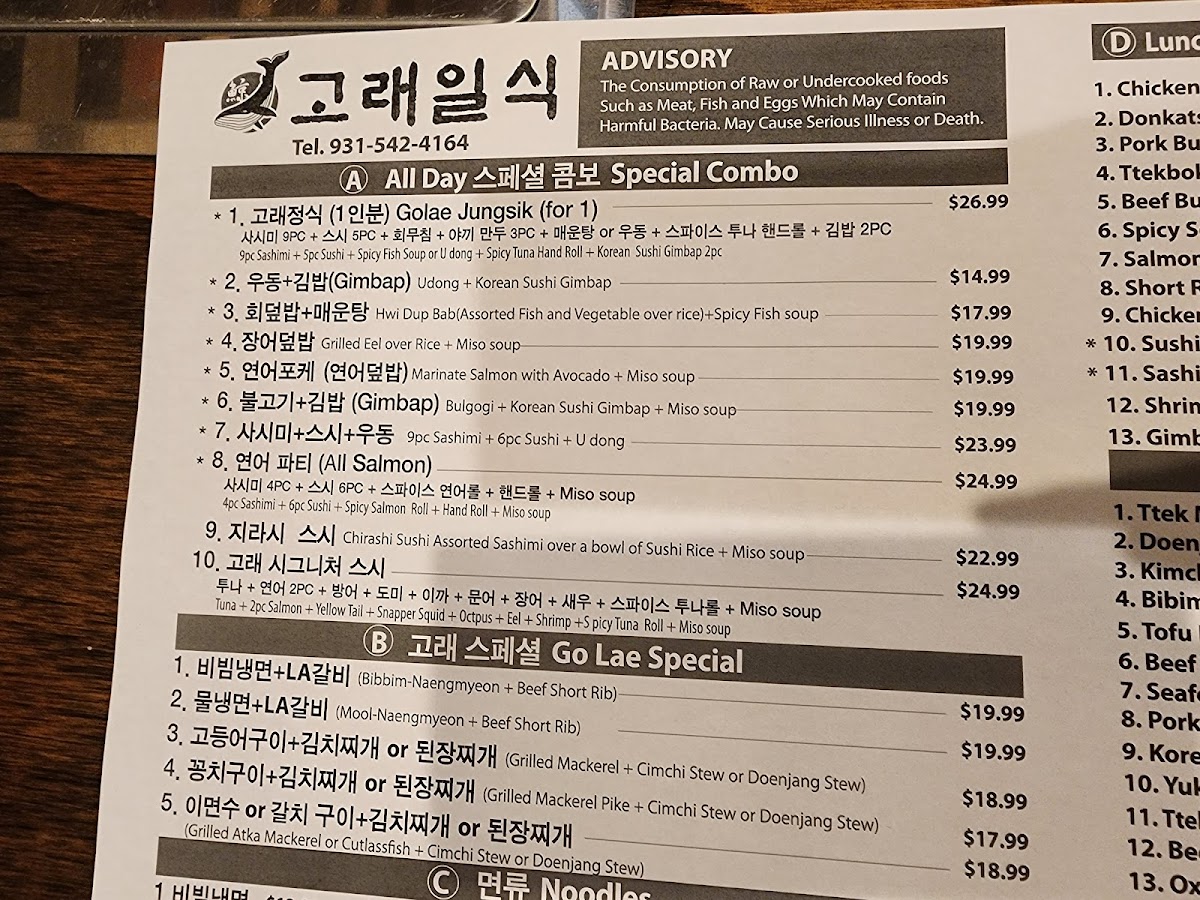 고래일식
Tel. 931-542-4164
ADVISORY
The Consumption of Raw or Undercooked foods
Such as Meat, Fish and Eggs Which May Contain
Harmful Bacteria. May Cause Serious Illness or Death.
Ⓐ All Day 스페셜 콤보 Special Combo
* 1. 고래정식 (1인분) Golae Jungsik (for 1) $26.99
사시미 9PC + 스시 5PC + 회무침 + 야끼 만두 3PC + 매운탕 or 우동 + 스파이스 투나 핸드롤 + 김밥 2PC
9pc Sashimi + 5pc Sushi + Spicy Fish Soup or U dong + Spicy Tuna Hand Roll + Korean Sushi Gimbap 2pc
* 2. 우동+김밥(Gimbap) Udong + Korean Sushi Gimbap $14.99
* 3. 회덮밥+매운탕 Hwi Dup Bab(Assorted Fish and Vegetable over rice)+Spicy Fish soup $17.99
* 4. 장어덮밥 Grilled Eel over Rice + Miso soup $19.99
* 5. 연어포케 (연어덮밥) Marinate Salmon with Avocado + Miso soup $19.99
* 6. 불고기+김밥 (Gimbap) Bulgogi + Korean Sushi Gimbap + Miso soup $19.99
* 7. 사시미+스시+우동 9pc Sashimi + 6pc Sushi + U dong $23.99
* 8. 연어 파티 (All Salmon) $24.99
사시미 4PC + 스시 6PC + 스파이스 연어롤 + 핸드롤 + Miso soup
4pc Sashimi + 6pc Sushi + Spicy Salmon Roll + Hand Roll + Miso soup
9. 지라시 스시 Chirashi Sushi Assorted Sashimi over a bowl of Sushi Rice + Miso soup $22.99
10. 고래 시그니처 스시 $24.99
투나 + 연어 2PC + 방어 + 도미 + 이까 + 문어 + 장어 + 새우 + 스파이스 투나롤 + Miso soup
Tuna + 2pc Salmon + Yellow Tail + Snapper Squid + Octpus + Eel + Shrimp +S picy Tuna Roll + Miso soup
Ⓑ 고래 스페셜 Go Lae Special
1. 비빔냉면+LA갈비 (Bibbim-Naengmyeon + Beef Short Rib) $19.99
2. 물냉면+LA갈비 (Mool-Naengmyeon + Beef Short Rib) $19.99
3. 고등어구이+김치찌개 or 된장찌개 (Grilled Mackerel + Cimchi Stew or Doenjang Stew) $18.99
4. 꽁치구이+김치찌개 or 된장찌개 (Grilled Mackerel Pike + Cimchi Stew or Doenjang Stew) $17.99
5. 이면수 or 갈치 구이+김치찌개 or 된장찌개 $18.99
(Grilled Atka Mackerel or Cutlassfish + Cimchi Stew or Doenjang Stew)
Ⓒ 면류 Noodles
1 비빔냉면
Ⓓ
1. Chicken
2.
3. Pork
4.
5. Beef
6. Spicy
7. Salmon
8. Short
9. Chicken
* 10. Sushi
* 11.
12.
13.
1. Ttek
2.
3.
4.
5. Tofu
6. Beef
7.
8. Pork
9.
10.
11.
12.
13.